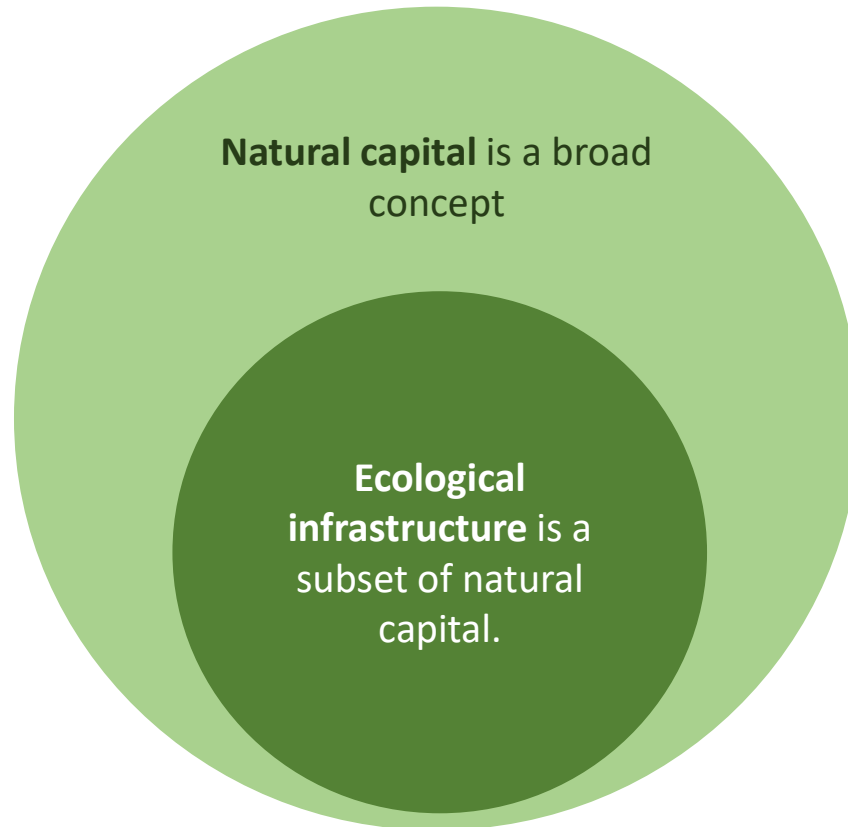 Natural capital is a broad
concept
Ecological
infrastructure is a
subset of natural
capital.